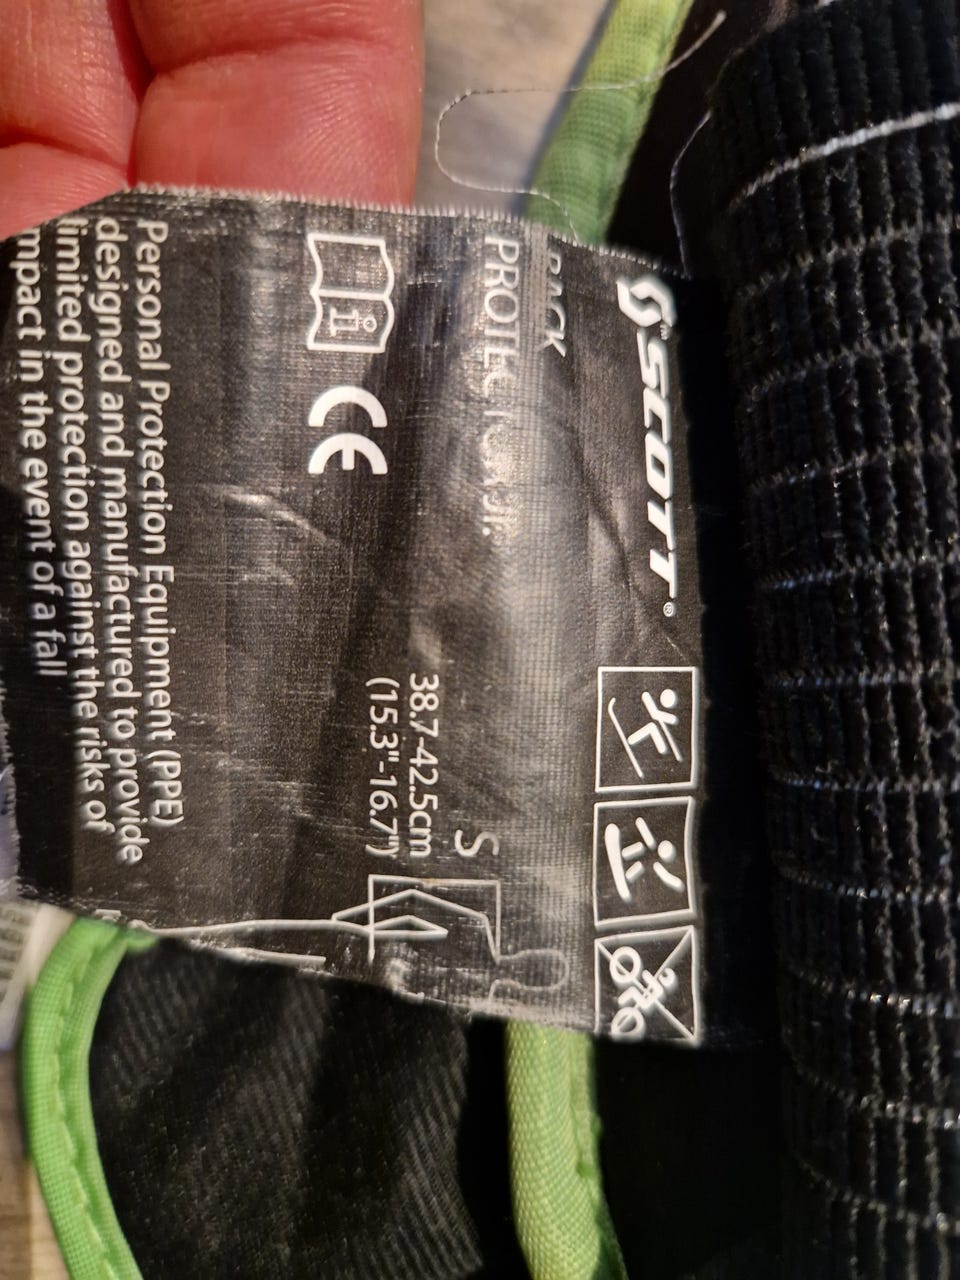 SCOTT®
BACK
PROTECTOR JR.
S
38.7-42.5cm
(15.3"-16.7")
CE
Personal Protection Equipment (PPE)
designed and manufactured to provide
limited protection against the risks of
impact in the event of a fall